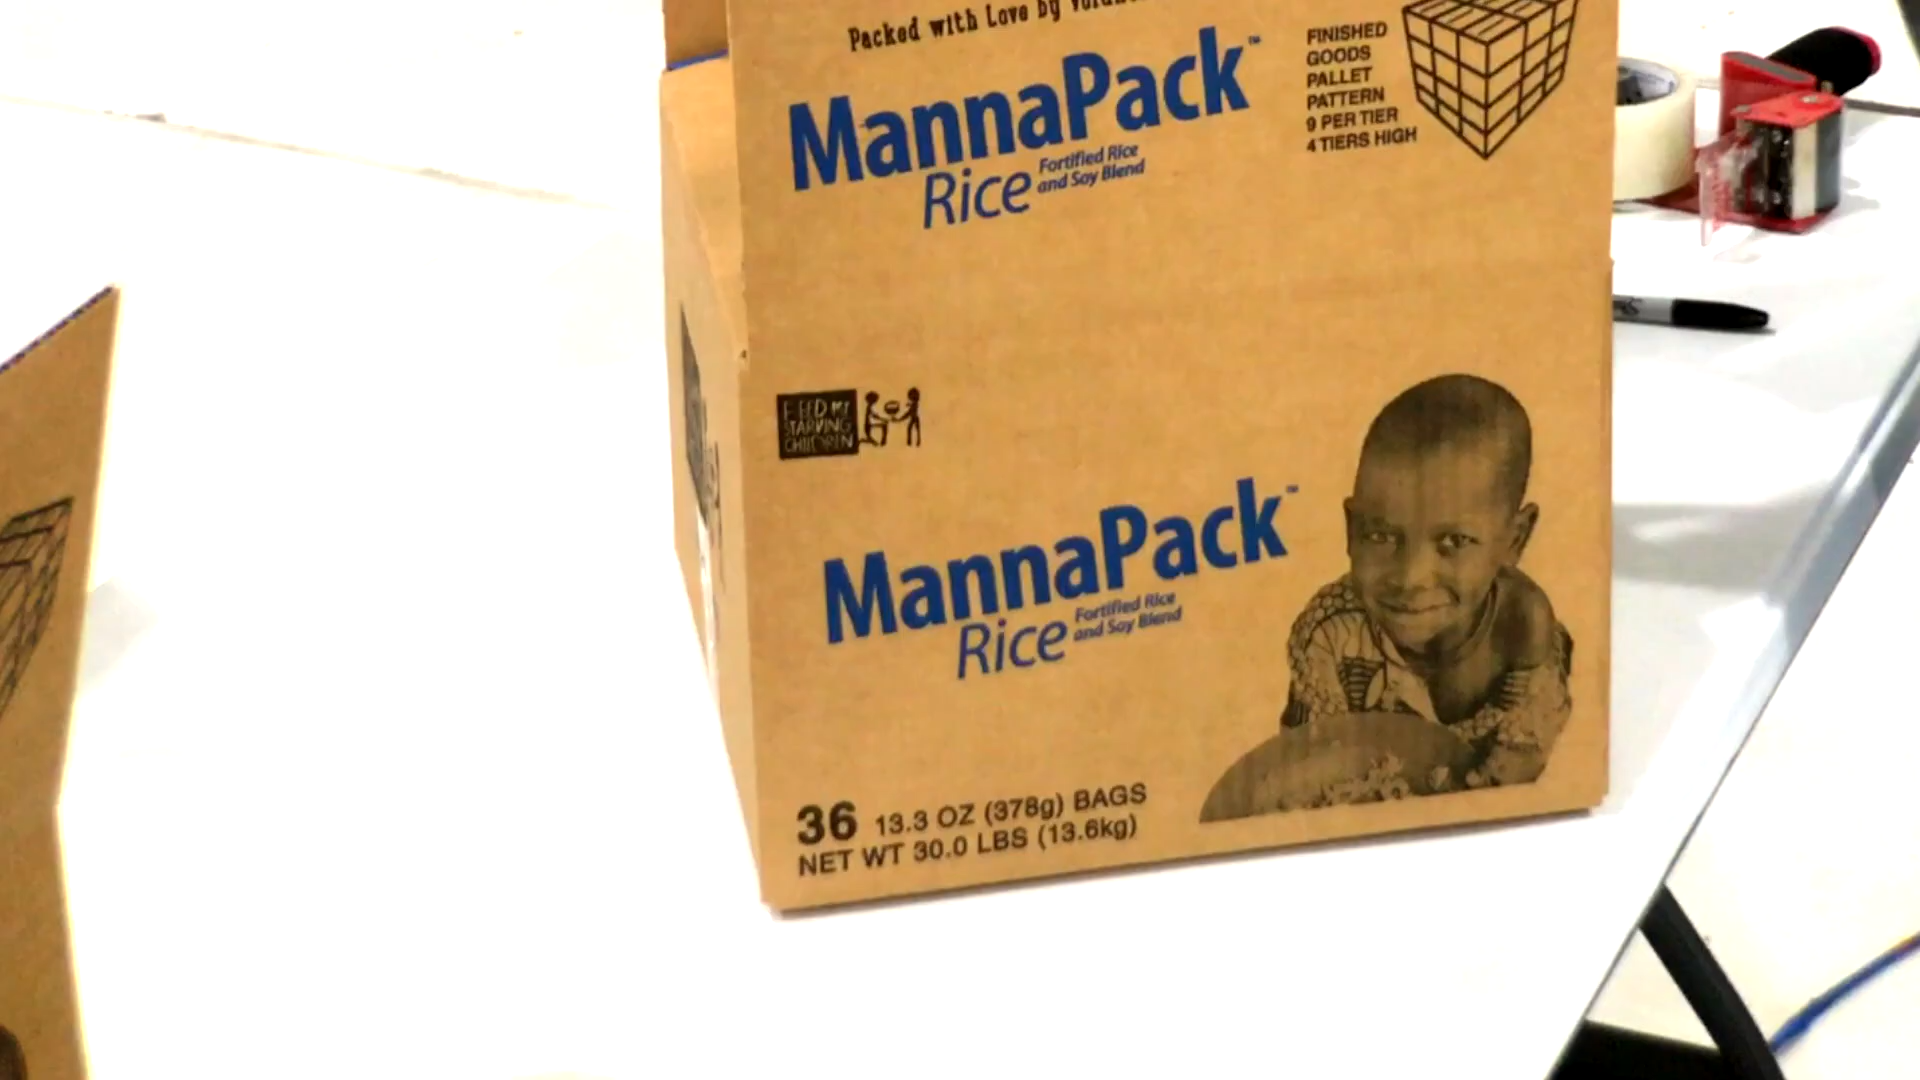 Packed with Love by
MannaPack™
Rice Fortified Rice
and Soy Blend
FINISHED
GOODS
PALLET
PATTERN
9 PER TIER
4 TIERS HIGH
FEED MY
STARVING
CHILDREN
MannaPack™
Rice Fortified Rice
and Soy Blend
36 13.3 OZ (378g) BAGS
NET WT 30.0 LBS (13.6kg)